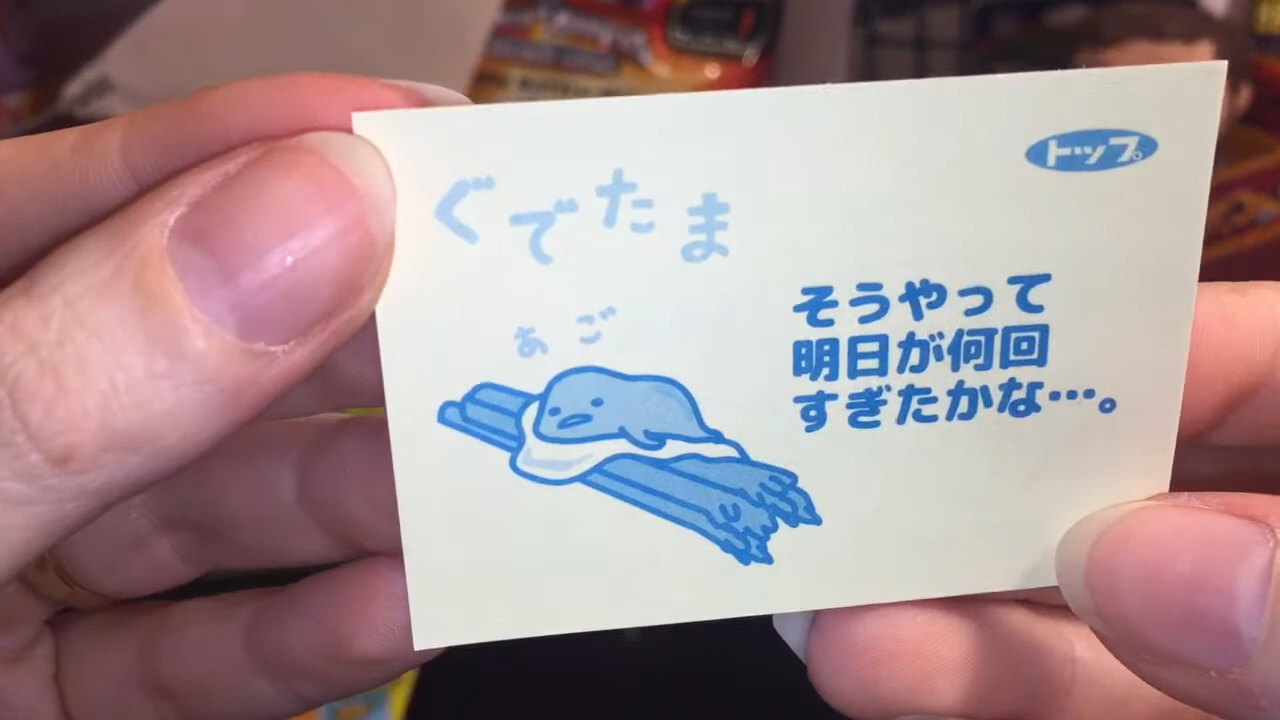 ぐでたま
トップ。
あご
そうやって
明日が何回
すぎたかな…。